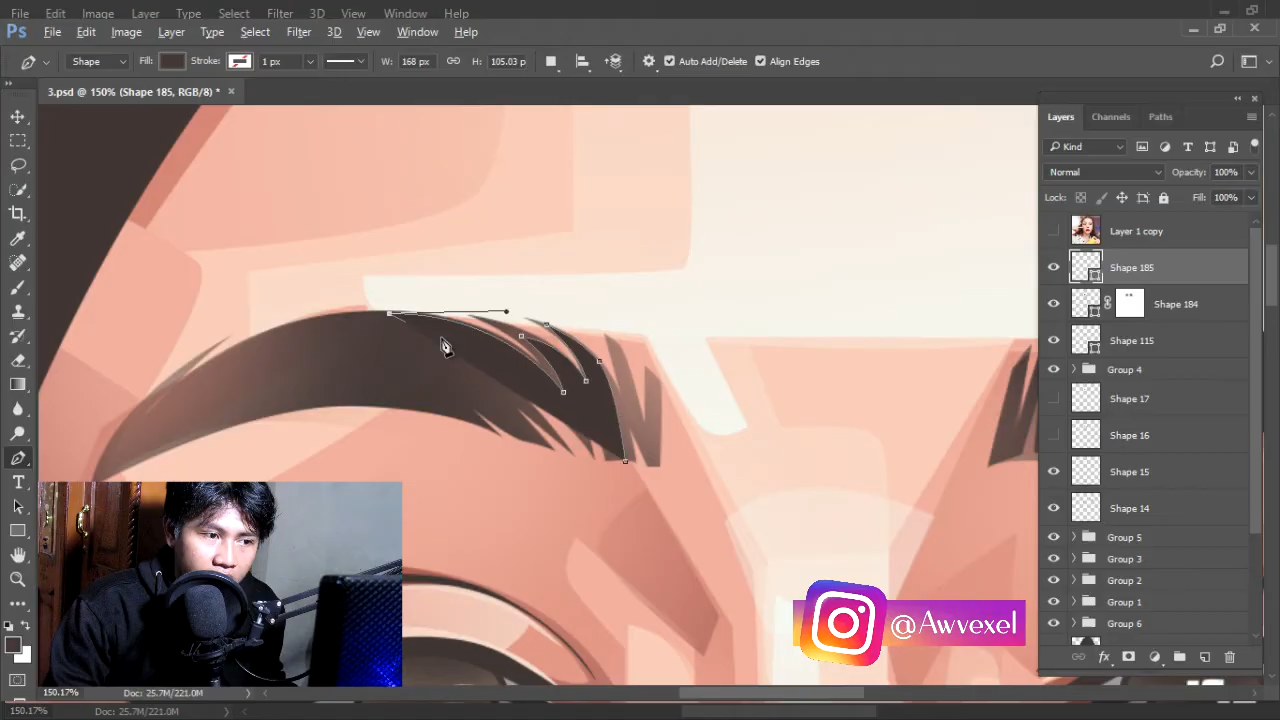 File Edit Image Layer Type Select Filter 3D View Window Help
Ps File Edit Image Layer Type Select Filter 3D View Window Help
Shape Fill: Stroke: 1 px W: 168 px H: 105.03 p Auto Add/Delete Align Edges
3.psd @ 150% (Shape 185, RGB/8) * ×
Layers Channels Paths
Kind
Normal Opacity: 100%
Lock: Fill: 100%
Layer 1 copy
Shape 185
Shape 184
Shape 115
Group 4
Shape 17
Shape 16
Shape 15
Shape 14
Group 5
Group 3
Group 2
Group 1
Group 6
fx
@Awvexel
150.17% Doc: 25.7M/221.0M
150.17% Doc: 25.7M/221.0M